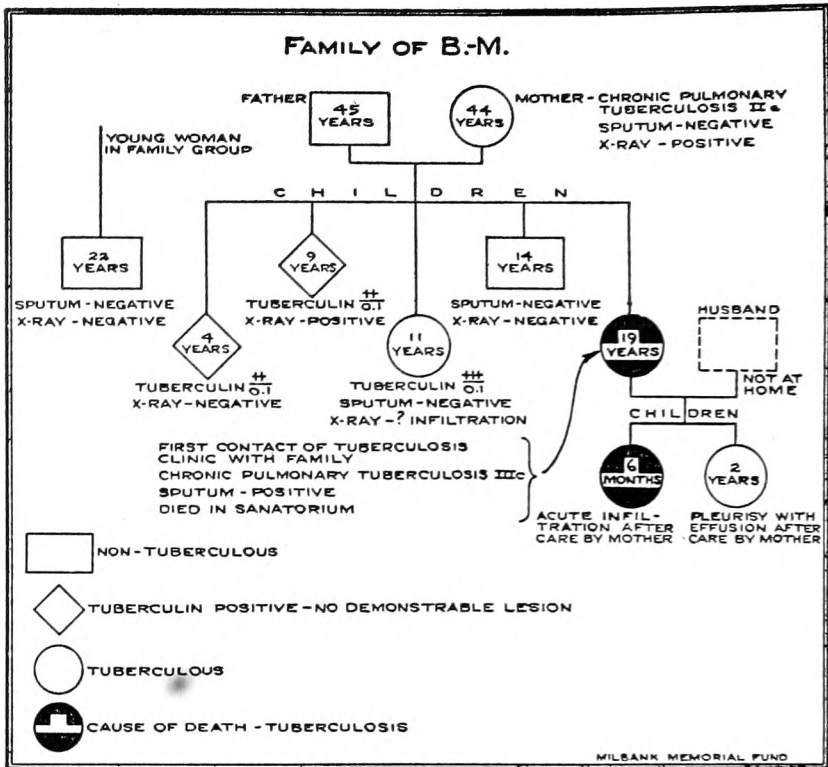 FAMILY OF B.-M.
FATHER
45
YEARS
44
YEARS
MOTHER - CHRONIC PULMONARY
TUBERCULOSIS IIa
SPUTUM-NEGATIVE
X-RAY - POSITIVE
YOUNG WOMAN
IN FAMILY GROUP
CHILDREN
22
YEARS
SPUTUM-NEGATIVE
X-RAY-NEGATIVE
4
YEARS
TUBERCULIN ++/0.1
X-RAY-NEGATIVE
9
YEARS
TUBERCULIN ++/0.1
X-RAY-POSITIVE
11
YEARS
TUBERCULIN +++/0.1
SPUTUM-NEGATIVE
X-RAY-? INFILTRATION
14
YEARS
SPUTUM-NEGATIVE
X-RAY-NEGATIVE
19
YEARS
HUSBAND
NOT AT
HOME
CHILDREN
6
MONTHS
ACUTE INFIL-
TRATION AFTER
CARE BY MOTHER
2
YEARS
PLEURISY WITH
EFFUSION AFTER
CARE BY MOTHER
FIRST CONTACT OF TUBERCULOSIS
CLINIC WITH FAMILY
CHRONIC PULMONARY TUBERCULOSIS IIIc
SPUTUM - POSITIVE
DIED IN SANATORIUM
NON-TUBERCULOUS
TUBERCULIN POSITIVE-NO DEMONSTRABLE LESION
TUBERCULOUS
CAUSE OF DEATH - TUBERCULOSIS
MILBANK MEMORIAL FUND